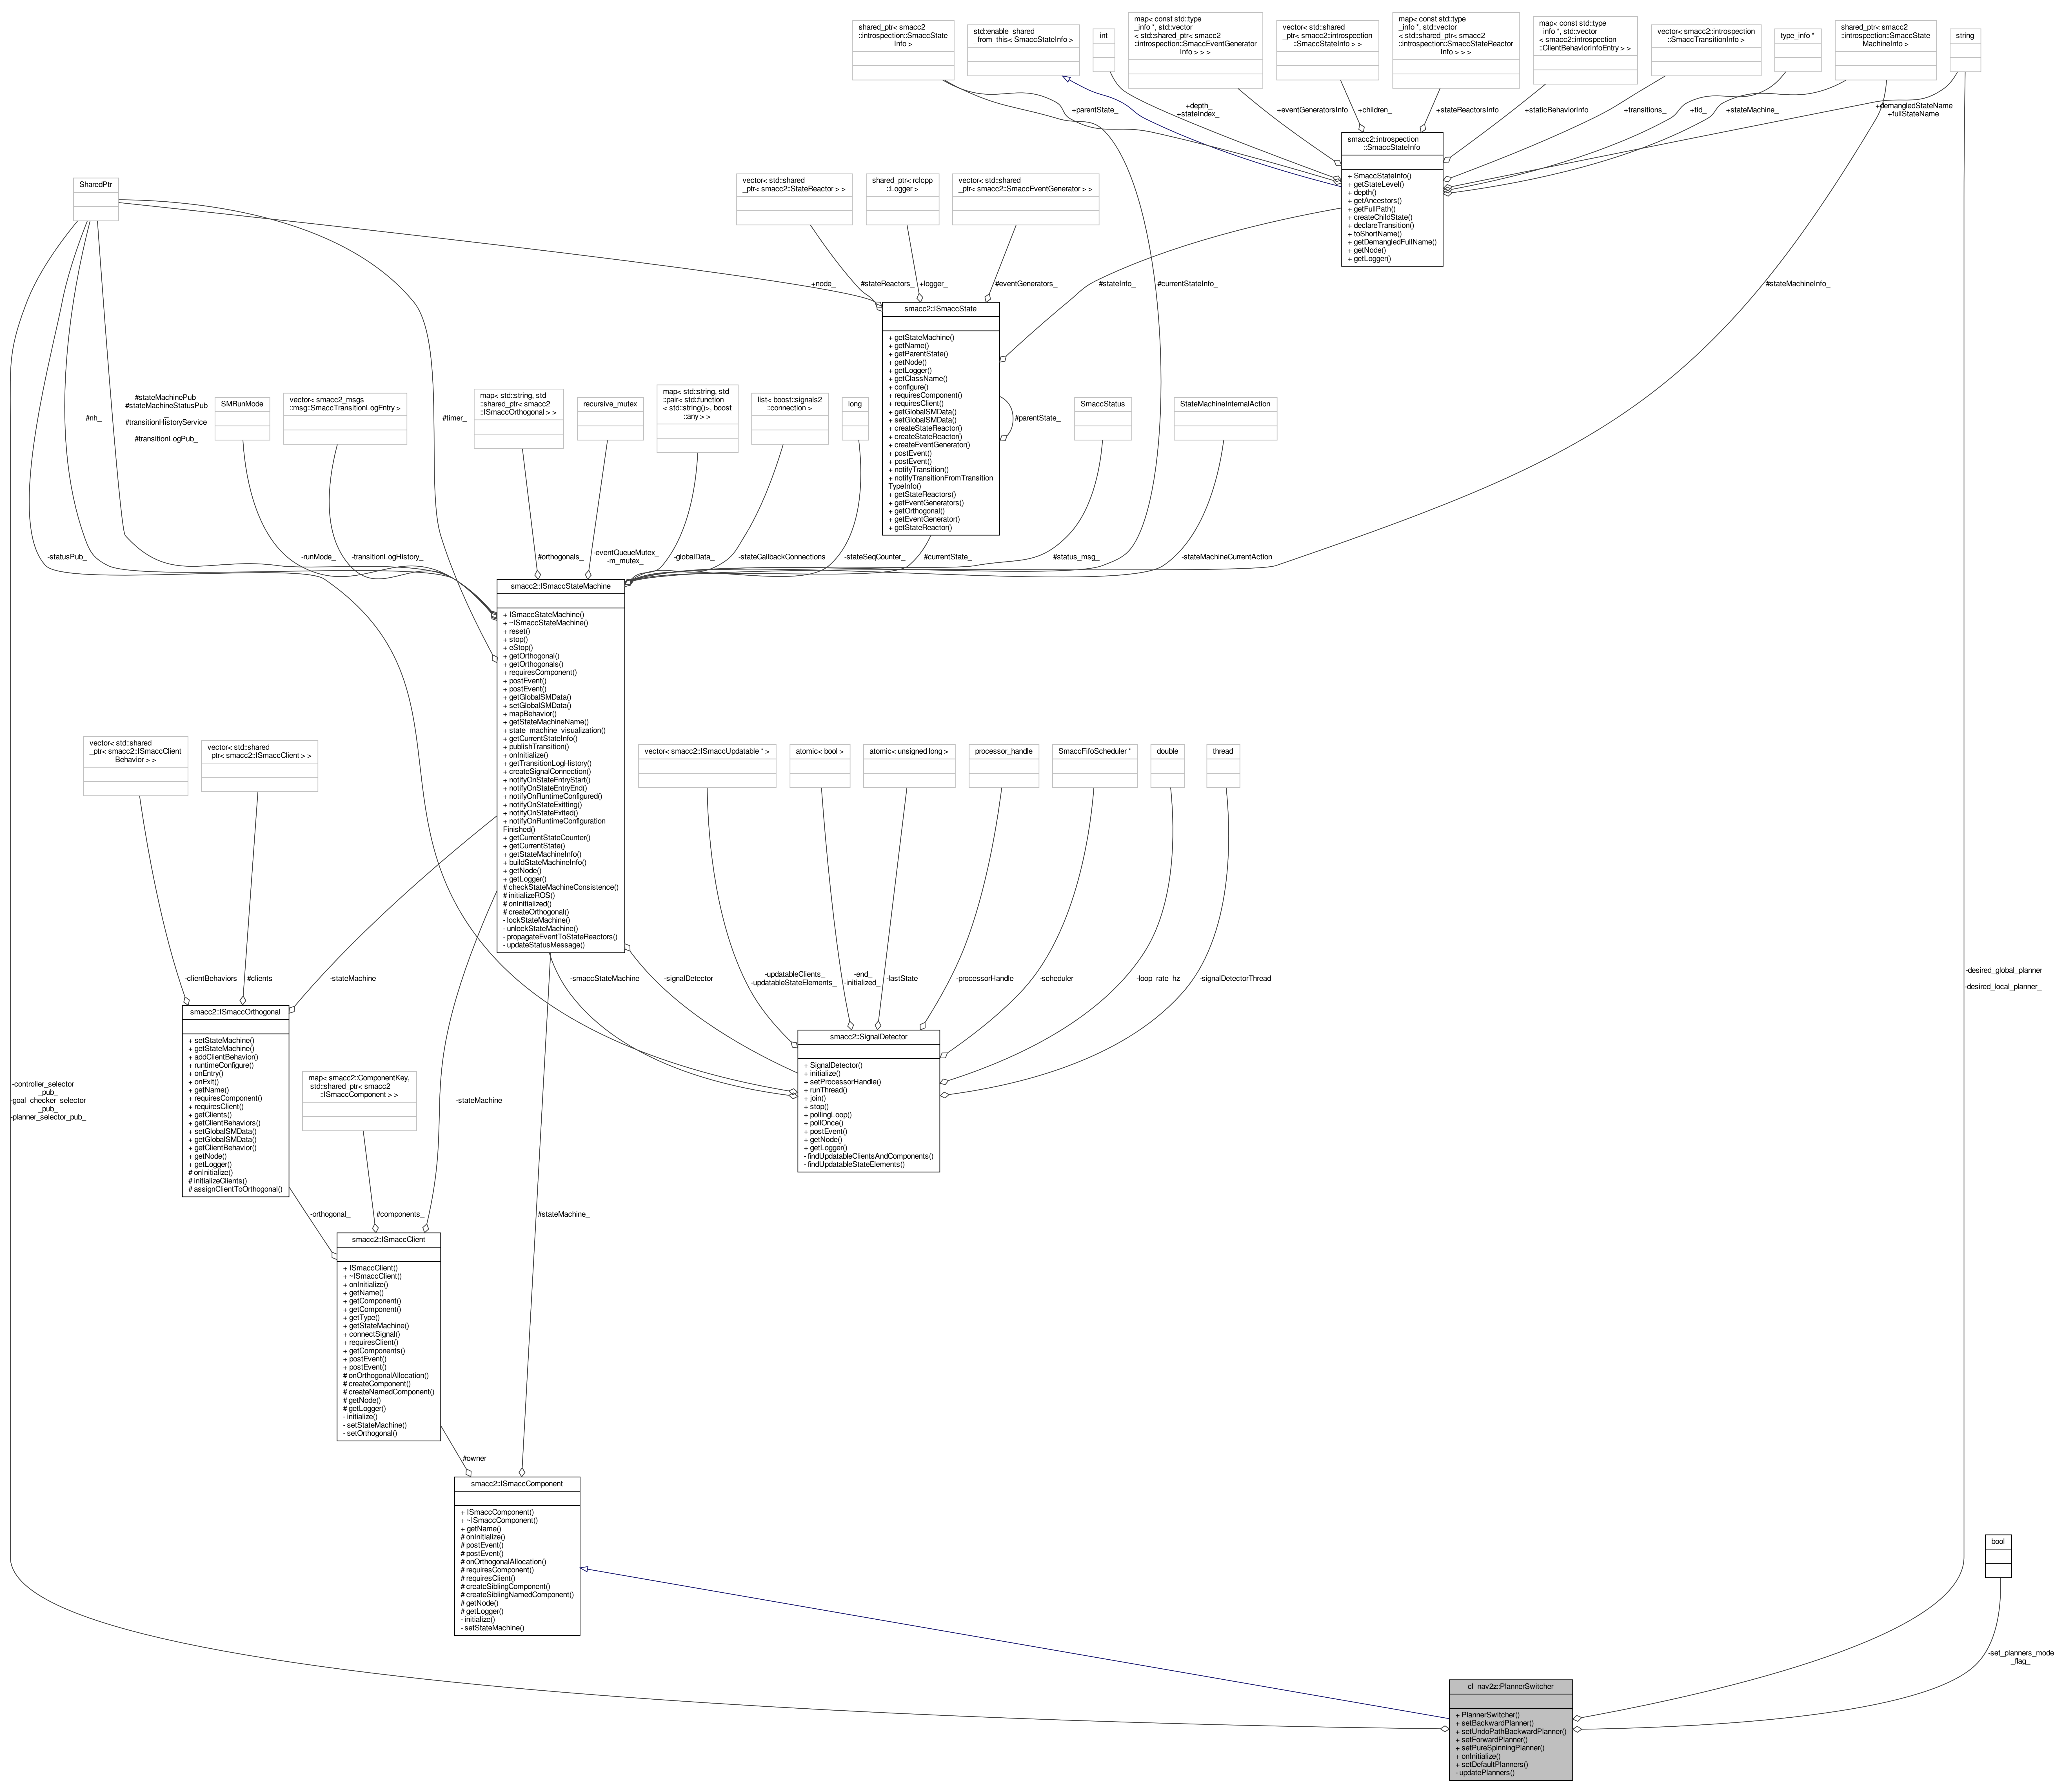 shared_ptr< smacc2
::introspection::SmaccState
Info >
std::enable_shared
_from_this< SmaccStateInfo >
int
map< const std::type
_info *, std::vector
< std::shared_ptr< smacc2
::introspection::SmaccEventGenerator
Info > > >
vector< std::shared
_ptr< smacc2::introspection
::SmaccStateInfo > >
map< const std::type
_info *, std::vector
< std::shared_ptr< smacc2
::introspection::SmaccStateReactor
Info > > >
map< const std::type
_info *, std::vector
< smacc2::introspection
::ClientBehaviorInfoEntry > >
vector< smacc2::introspection
::SmaccTransitionInfo >
type_info *
shared_ptr< smacc2
::introspection::SmaccState
MachineInfo >
string
+parentState_
+depth_
+stateIndex_
+eventGeneratorsInfo
+children_
+stateReactorsInfo
+staticBehaviorInfo
+transitions_
+tid_
+stateMachine_
+demangledStateName
+fullStateName
smacc2::introspection
::SmaccStateInfo
+ SmaccStateInfo()
+ getStateLevel()
+ depth()
+ getAncestors()
+ getFullPath()
+ createChildState()
+ declareTransition()
+ toShortName()
+ getDemangledFullName()
+ getNode()
+ getLogger()
SharedPtr
vector< std::shared
_ptr< smacc2::StateReactor > >
shared_ptr< rclcpp
::Logger >
vector< std::shared
_ptr< smacc2::SmaccEventGenerator > >
+node_
#stateReactors_
+logger_
#eventGenerators_
#stateInfo_
#currentStateInfo_
#stateMachineInfo_
smacc2::ISmaccState
+ getStateMachine()
+ getName()
+ getParentState()
+ getNode()
+ getLogger()
+ getClassName()
+ configure()
+ requiresComponent()
+ requiresClient()
+ getGlobalSMData()
+ setGlobalSMData()
+ createStateReactor()
+ createStateReactor()
+ createEventGenerator()
+ postEvent()
+ postEvent()
+ notifyTransition()
+ notifyTransitionFromTransition
TypeInfo()
+ getStateReactors()
+ getEventGenerators()
+ getOrthogonal()
+ getEventGenerator()
+ getStateReactor()
#parentState_
#nh_
#stateMachinePub_
#stateMachineStatusPub
_
#transitionHistoryService
_
#transitionLogPub_
SMRunMode
vector< smacc2_msgs
::msg::SmaccTransitionLogEntry >
#timer_
map< std::string, std
::shared_ptr< smacc2
::ISmaccOrthogonal > >
recursive_mutex
map< std::string, std
::pair< std::function
< std::string()>, boost
::any > >
list< boost::signals2
::connection >
long
SmaccStatus
StateMachineInternalAction
-statusPub_
-runMode_
-transitionLogHistory_
#orthogonals_
-eventQueueMutex_
-m_mutex_
-globalData_
-stateCallbackConnections
-stateSeqCounter_
#currentState_
#status_msg_
-stateMachineCurrentAction
smacc2::ISmaccStateMachine
+ ISmaccStateMachine()
+ ~ISmaccStateMachine()
+ reset()
+ stop()
+ eStop()
+ getOrthogonal()
+ getOrthogonals()
+ requiresComponent()
+ postEvent()
+ postEvent()
+ getGlobalSMData()
+ setGlobalSMData()
+ mapBehavior()
+ getStateMachineName()
+ state_machine_visualization()
+ getCurrentStateInfo()
+ publishTransition()
+ onInitialize()
+ getTransitionLogHistory()
+ createSignalConnection()
+ notifyOnStateEntryStart()
+ notifyOnStateEntryEnd()
+ notifyOnRuntimeConfigured()
+ notifyOnStateExitting()
+ notifyOnStateExited()
+ notifyOnRuntimeConfiguration
Finished()
+ getCurrentStateCounter()
+ getCurrentState()
+ getStateMachineInfo()
+ buildStateMachineInfo()
+ getNode()
+ getLogger()
# checkStateMachineConsistence()
# initializeROS()
# onInitialized()
# createOrthogonal()
- lockStateMachine()
- unlockStateMachine()
- propagateEventToStateReactors()
- updateStatusMessage()
vector< std::shared
_ptr< smacc2::ISmaccClient
Behavior > >
vector< std::shared
_ptr< smacc2::ISmaccClient > >
vector< smacc2::ISmaccUpdatable * >
atomic< bool >
atomic< unsigned long >
processor_handle
SmaccFifoScheduler *
double
thread
-clientBehaviors_
#clients_
-stateMachine_
-smaccStateMachine_
-signalDetector_
-updatableClients_
-updatableStateElements_
-end_
-initialized_
-lastState_
-processorHandle_
-scheduler_
-loop_rate_hz
-signalDetectorThread_
-desired_global_planner
_
-desired_local_planner_
smacc2::ISmaccOrthogonal
+ setStateMachine()
+ getStateMachine()
+ addClientBehavior()
+ runtimeConfigure()
+ onEntry()
+ onExit()
+ getName()
+ requiresComponent()
+ requiresClient()
+ getClients()
+ getClientBehaviors()
+ setGlobalSMData()
+ getGlobalSMData()
+ getClientBehavior()
+ getNode()
+ getLogger()
# onInitialize()
# initializeClients()
# assignClientToOrthogonal()
smacc2::SignalDetector
+ SignalDetector()
+ initialize()
+ setProcessorHandle()
+ runThread()
+ join()
+ stop()
+ pollingLoop()
+ pollOnce()
+ postEvent()
+ getNode()
+ getLogger()
- findUpdatableClientsAndComponents()
- findUpdatableStateElements()
-controller_selector
_pub_
-goal_checker_selector
_pub_
-planner_selector_pub_
map< smacc2::ComponentKey,
std::shared_ptr< smacc2
::ISmaccComponent > >
-stateMachine_
-orthogonal_
#components_
#stateMachine_
smacc2::ISmaccClient
+ ISmaccClient()
+ ~ISmaccClient()
+ onInitialize()
+ getName()
+ getComponent()
+ getComponent()
+ getType()
+ getStateMachine()
+ connectSignal()
+ requiresClient()
+ getComponents()
+ postEvent()
+ postEvent()
# onOrthogonalAllocation()
# createComponent()
# createNamedComponent()
# getNode()
# getLogger()
- initialize()
- setStateMachine()
- setOrthogonal()
#owner_
smacc2::ISmaccComponent
+ ISmaccComponent()
+ ~ISmaccComponent()
+ getName()
# onInitialize()
# postEvent()
# postEvent()
# onOrthogonalAllocation()
# requiresComponent()
# requiresClient()
# createSiblingComponent()
# createSiblingNamedComponent()
# getNode()
# getLogger()
- initialize()
- setStateMachine()
bool
-set_planners_mode
_flag_
cl_nav2z::PlannerSwitcher
+ PlannerSwitcher()
+ setBackwardPlanner()
+ setUndoPathBackwardPlanner()
+ setForwardPlanner()
+ setPureSpinningPlanner()
+ onInitialize()
+ setDefaultPlanners()
- updatePlanners()